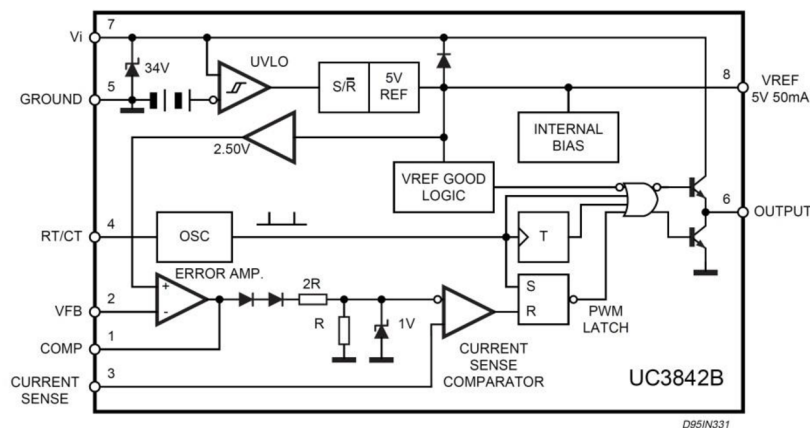 7
Vi
34V
UVLO
S/R̅
5V
REF
8
VREF
5V 50mA
5
GROUND
INTERNAL
BIAS
2.50V
VREF GOOD
LOGIC
6
OUTPUT
4
RT/CT
OSC
T
ERROR AMP.
+
-
2R
S
R
2
VFB
R
1V
PWM
LATCH
1
COMP
CURRENT
SENSE
COMPARATOR
3
CURRENT
SENSE
UC3842B
D95IN331